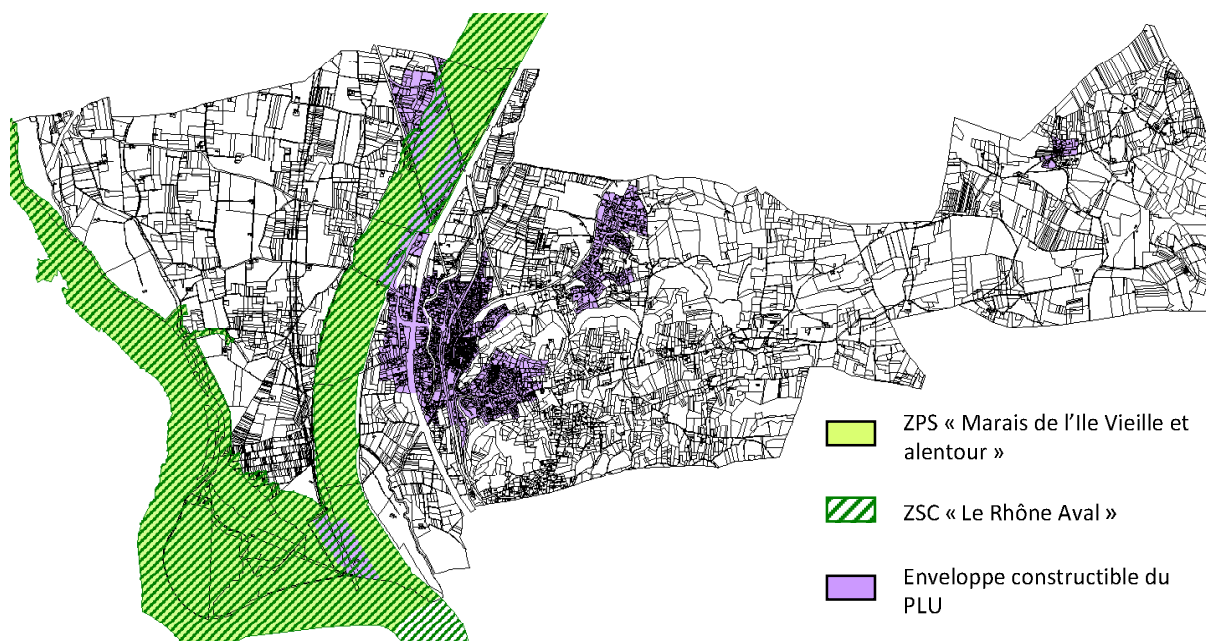 ZPS « Marais de l’Ile Vieille et
alentour »
ZSC « Le Rhône Aval »
Enveloppe constructible du
PLU